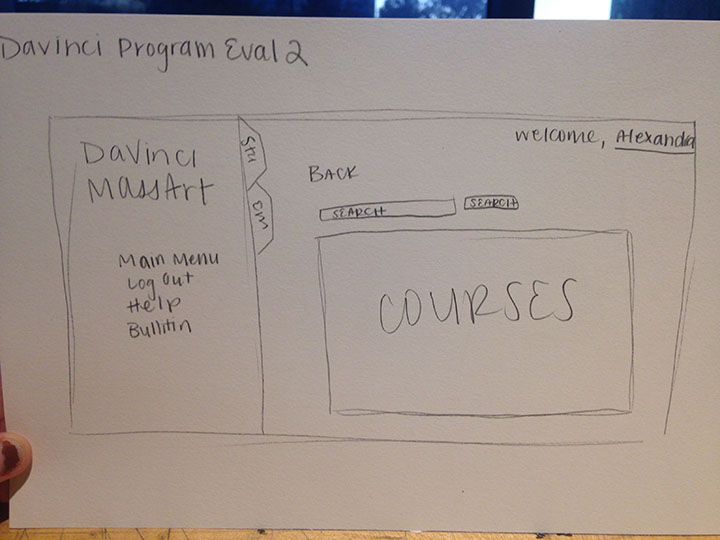 Davinci Program Eval 2
welcome, Alexandra
DaVinci
MassArt
Stu
Em
BACK
SEARCH
SEARCH
Main Menu
Log Out
Help
Bullitin
COURSES